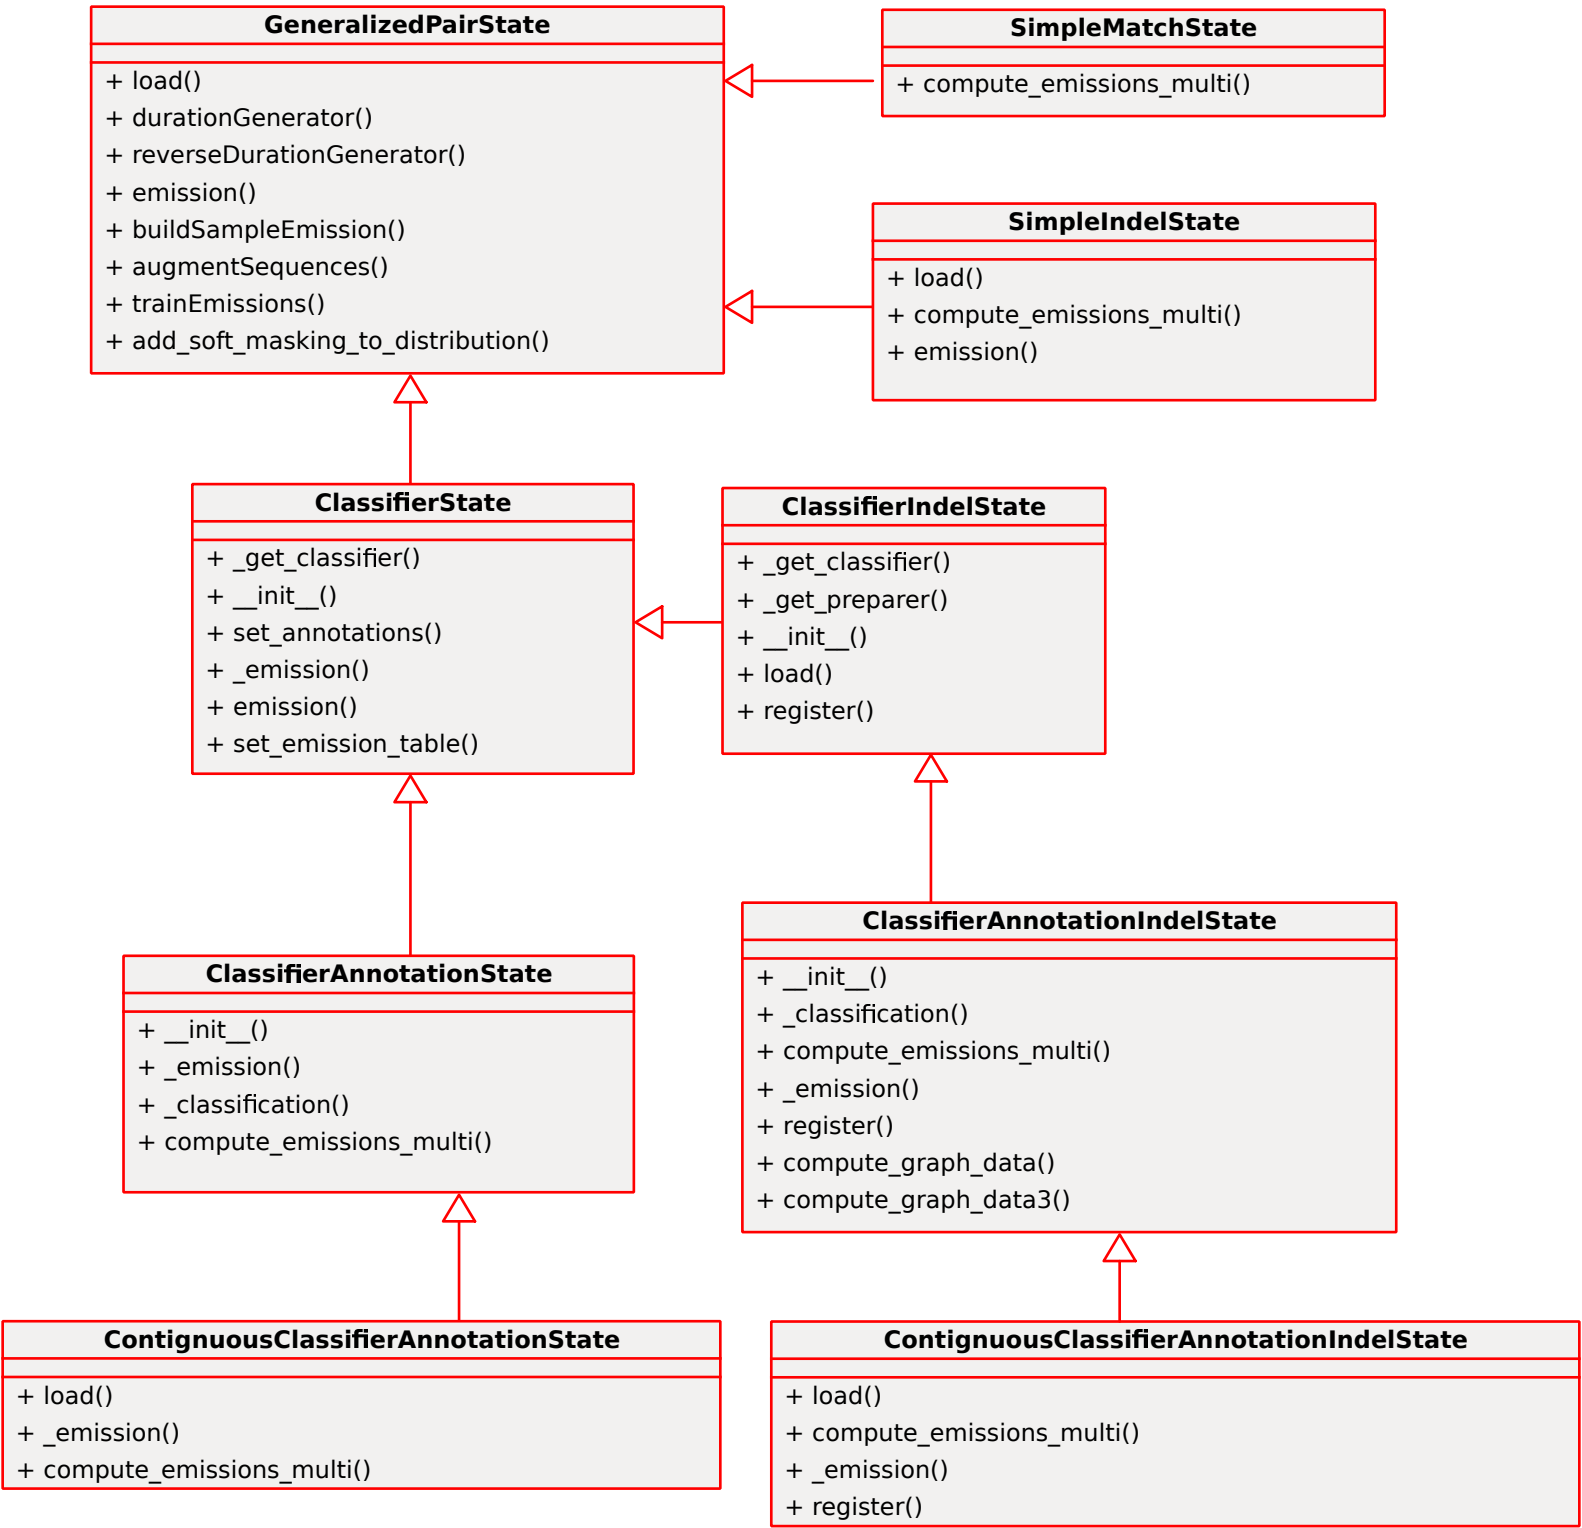 GeneralizedPairState
+ load()
+ durationGenerator()
+ reverseDurationGenerator()
+ emission()
+ buildSampleEmission()
+ augmentSequences()
+ trainEmissions()
+ add_soft_masking_to_distribution()
SimpleMatchState
+ compute_emissions_multi()
SimpleIndelState
+ load()
+ compute_emissions_multi()
+ emission()
ClassifierState
+ _get_classifier()
+ __init__()
+ set_annotations()
+ _emission()
+ emission()
+ set_emission_table()
ClassifierIndelState
+ _get_classifier()
+ _get_preparer()
+ __init__()
+ load()
+ register()
ClassifierAnnotationState
+ __init__()
+ _emission()
+ _classification()
+ compute_emissions_multi()
ClassifierAnnotationIndelState
+ __init__()
+ _classification()
+ compute_emissions_multi()
+ _emission()
+ register()
+ compute_graph_data()
+ compute_graph_data3()
ContignuousClassifierAnnotationState
+ load()
+ _emission()
+ compute_emissions_multi()
ContignuousClassifierAnnotationIndelState
+ load()
+ compute_emissions_multi()
+ _emission()
+ register()